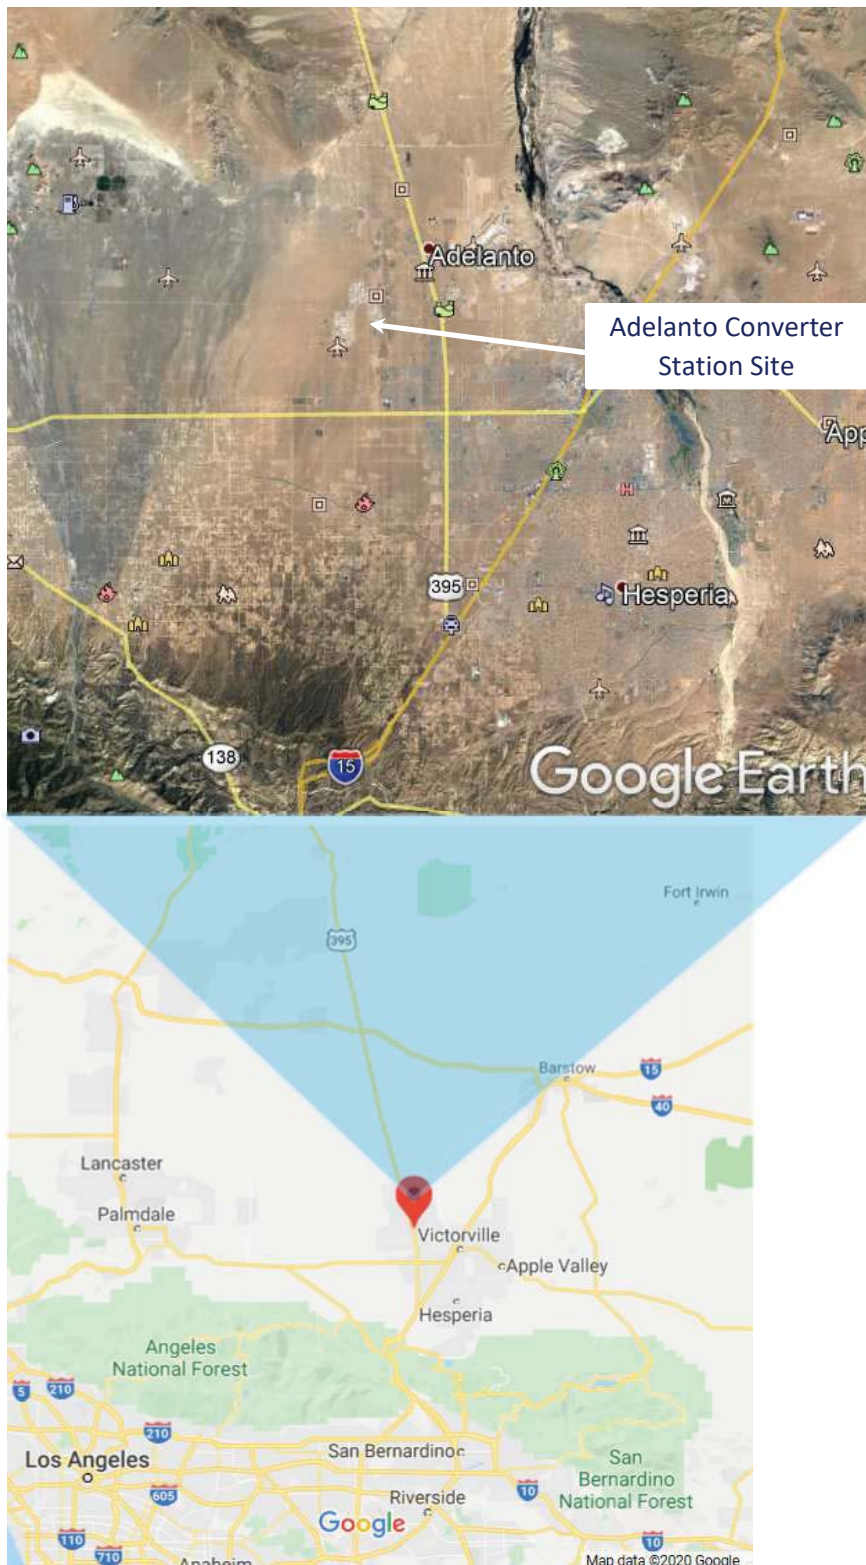 Adelanto
Adelanto Converter
Station Site
App
H
M
395
Hesperia
138
15
Google Earth
Fort Irwin
395
Barstow
15
40
Lancaster
Palmdale
Victorville
Apple Valley
Hesperia
Angeles
National Forest
5
210
210
Los Angeles
San Bernardino
San
Bernardino
National Forest
10
605
Riverside
Google
110
10
710
Anaheim
Map data ©2020 Google